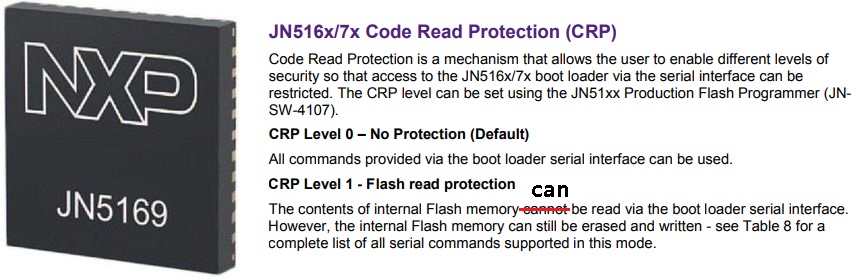 NXP
JN5169
JN516x/7x Code Read Protection (CRP)
Code Read Protection is a mechanism that allows the user to enable different levels of
security so that access to the JN516x/7x boot loader via the serial interface can be
restricted. The CRP level can be set using the JN51xx Production Flash Programmer (JN-
SW-4107).
CRP Level 0 – No Protection (Default)
All commands provided via the boot loader serial interface can be used.
CRP Level 1 - Flash read protection
can
The contents of internal Flash memory cannot be read via the boot loader serial interface.
However, the internal Flash memory can still be erased and written - see Table 8 for a
complete list of all serial commands supported in this mode.